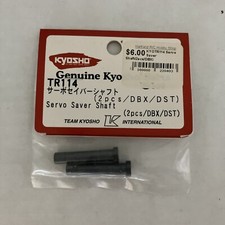 KYOSHO
$6.00
Genuine Kyo
TR114
サーボセイバーシャフト
(2pcs/DBX/DST)
Servo Saver Shaft
(2pcs/DBX/DST)
TEAM KYOSHO
INTERNATIONAL